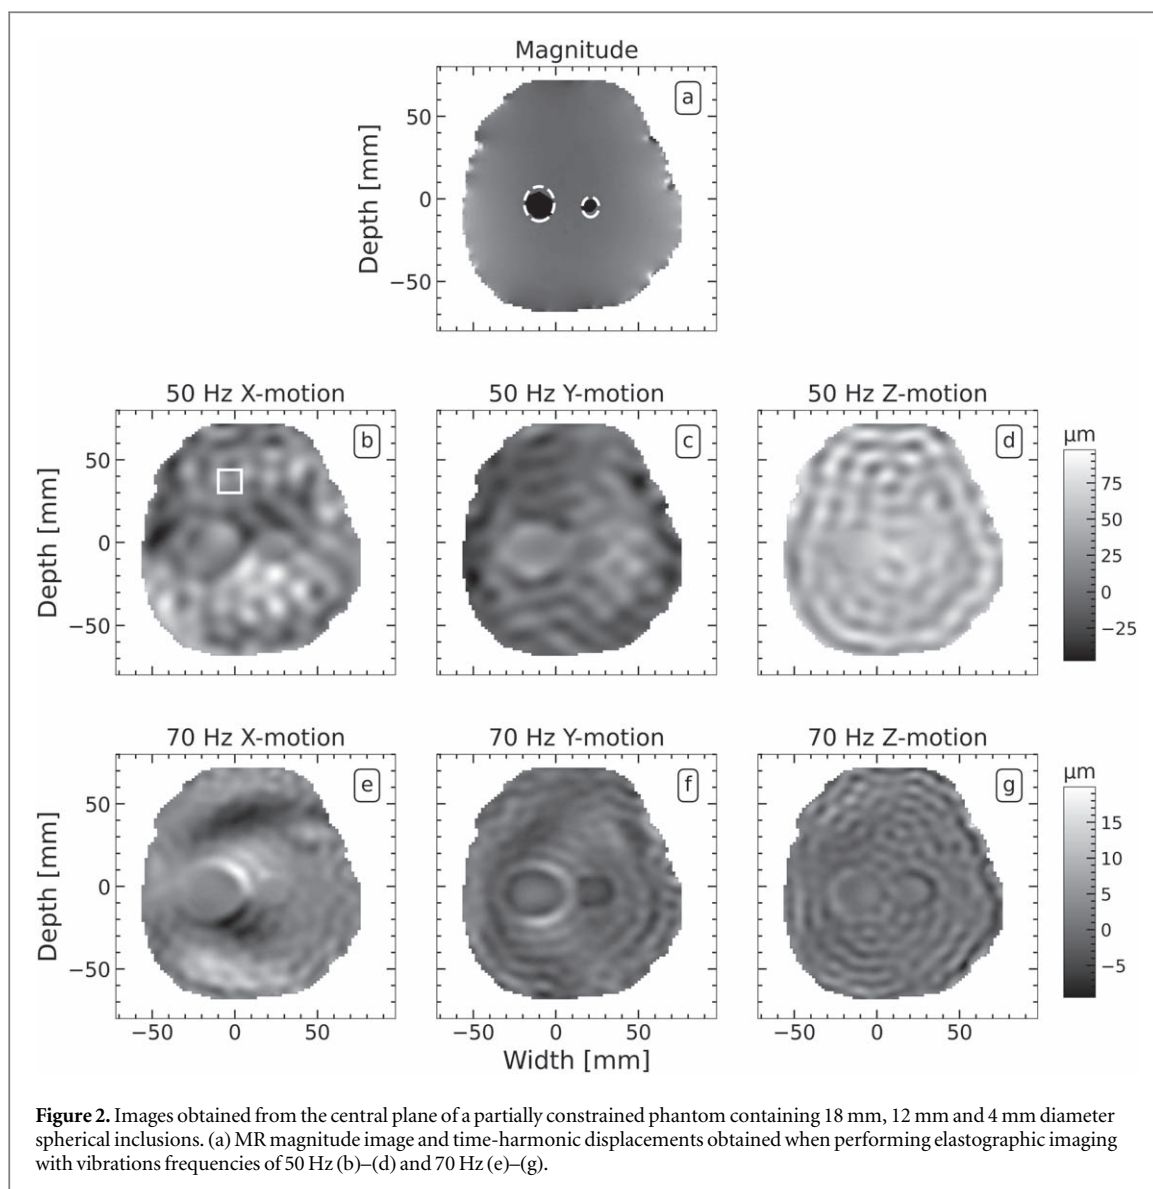 Magnitude
a
50
0
−50
Depth [mm]
50 Hz X-motion
50 Hz Y-motion
50 Hz Z-motion
b
c
d
50
0
−50
Depth [mm]
µm
75
50
25
0
−25
70 Hz X-motion
70 Hz Y-motion
70 Hz Z-motion
e
f
g
50
0
−50
Depth [mm]
µm
15
10
5
0
−5
−50 0 50
−50 0 50
−50 0 50
Width [mm]
Figure 2. Images obtained from the central plane of a partially constrained phantom containing 18 mm, 12 mm and 4 mm diameter
spherical inclusions. (a) MR magnitude image and time-harmonic displacements obtained when performing elastographic imaging
with vibrations frequencies of 50 Hz (b)–(d) and 70 Hz (e)–(g).